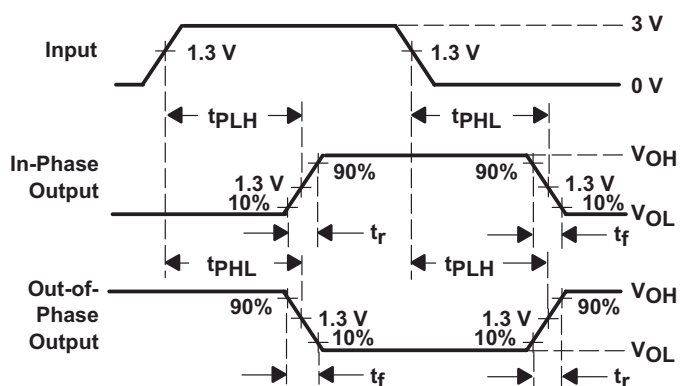 3 V
Input
1.3 V
1.3 V
0 V
tPLH
tPHL
VOH
In-Phase
Output
90%
90%
1.3 V
1.3 V
10%
10%
VOL
tr
tf
tPHL
tPLH
Out-of-
Phase
Output
VOH
90%
90%
1.3 V
1.3 V
10%
10%
VOL
tf
tr